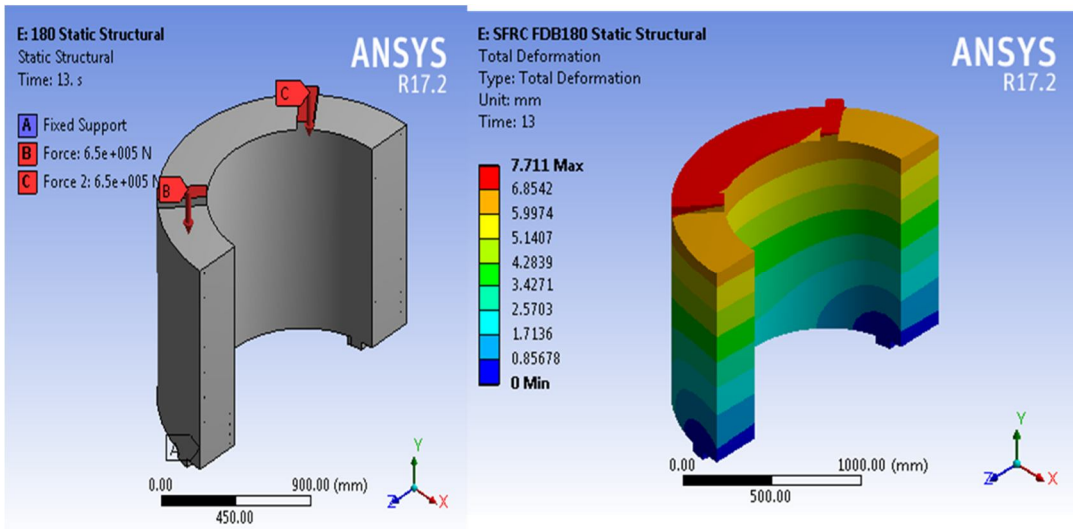 E: 180 Static Structural
Static Structural
Time: 13. s
ANSYS
R17.2
A Fixed Support
B Force: 6.5e+005 N
C Force 2: 6.5e+005 N
C
B
A
0.00
900.00 (mm)
450.00
Y
Z
X
E: SFRC FDB180 Static Structural
Total Deformation
Type: Total Deformation
Unit: mm
Time: 13
ANSYS
R17.2
7.711 Max
6.8542
5.9974
5.1407
4.2839
3.4271
2.5703
1.7136
0.85678
0 Min
0.00
1000.00 (mm)
500.00
Y
Z
X